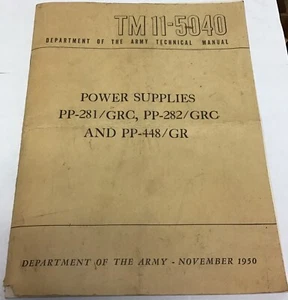 TM 11-5040
DEPARTMENT OF THE ARMY TECHNICAL MANUAL
POWER SUPPLIES
PP-281/GRC, PP-282/GRC
AND PP-448/GR
DEPARTMENT OF THE ARMY - NOVEMBER 1950